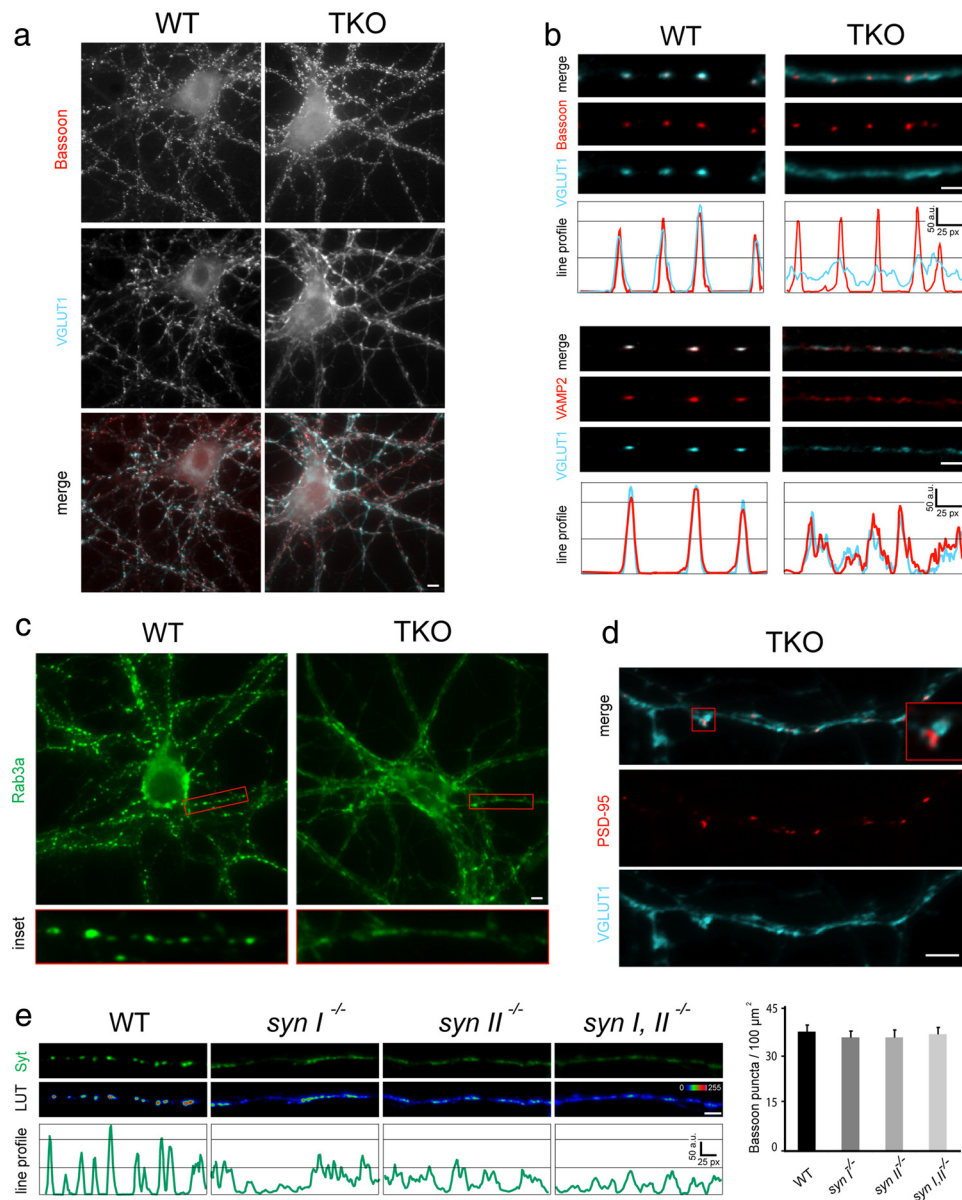 a
WT
TKO
Bassoon
VGLUT1
merge
b
WT
TKO
merge
Bassoon
VGLUT1
line profile
50 a.u.
25 px
merge
VAMP2
VGLUT1
line profile
50 a.u.
25 px
c
WT
TKO
Rab3a
inset
d
TKO
merge
PSD-95
VGLUT1
e
WT
syn I -/-
syn II -/-
syn I, II -/-
Syt
LUT
0
255
line profile
50 a.u.
25 px
Bassoon puncta / 100 µm²
45
30
15
0
WT
syn I-/-
syn II-/-
syn I,II-/-